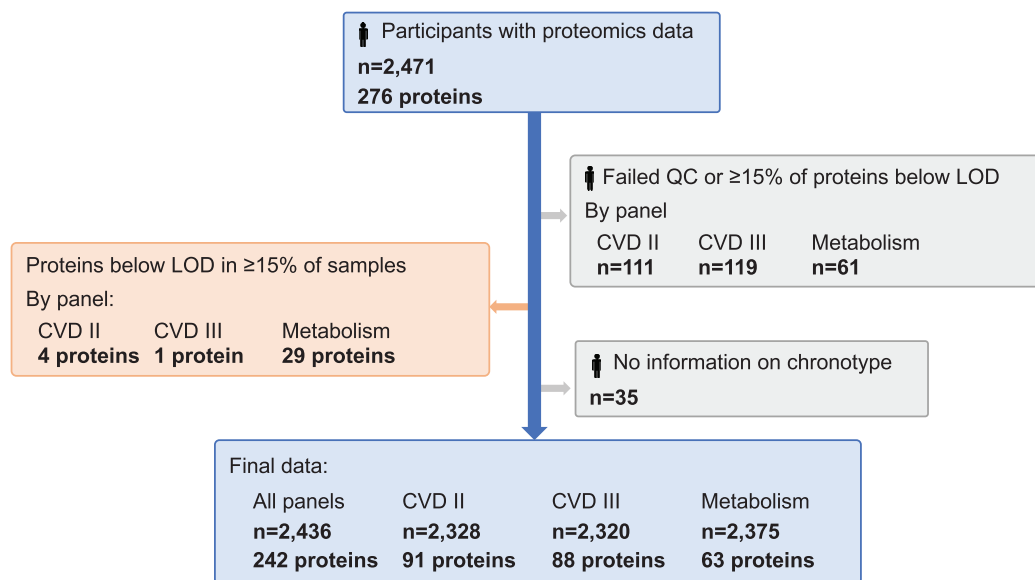 Participants with proteomics data
n=2,471
276 proteins
Failed QC or ≥15% of proteins below LOD
By panel
CVD II CVD III Metabolism
n=111 n=119 n=61
Proteins below LOD in ≥15% of samples
By panel:
CVD II CVD III Metabolism
4 proteins 1 protein 29 proteins
No information on chronotype
n=35
Final data:
All panels CVD II CVD III Metabolism
n=2,436 n=2,328 n=2,320 n=2,375
242 proteins 91 proteins 88 proteins 63 proteins